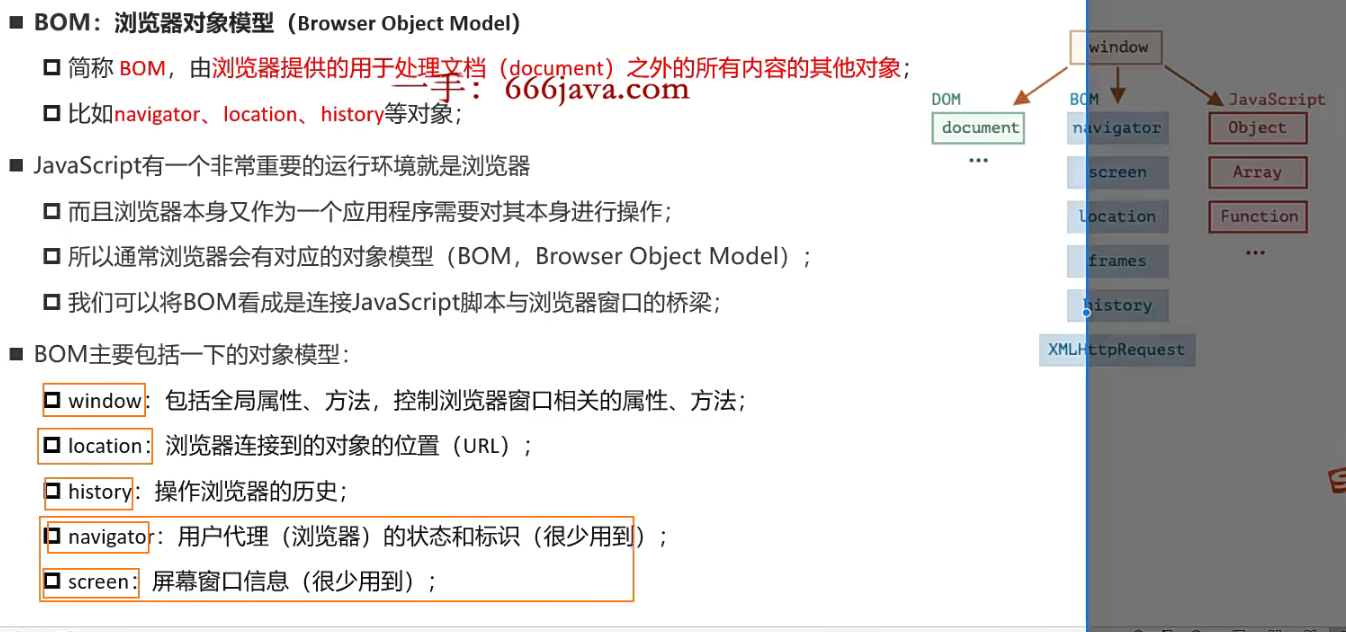 BOM：浏览器对象模型（Browser Object Model）
简称 BOM，由浏览器提供的用于处理文档（document）之外的所有内容的其他对象；
一手：666java.com
比如navigator、location、history等对象；
JavaScript有一个非常重要的运行环境就是浏览器
而且浏览器本身又作为一个应用程序需要对其本身进行操作；
所以通常浏览器会有对应的对象模型（BOM，Browser Object Model）；
我们可以将BOM看成是连接JavaScript脚本与浏览器窗口的桥梁；
BOM主要包括一下的对象模型：
window：包括全局属性、方法，控制浏览器窗口相关的属性、方法；
location：浏览器连接到的对象的位置（URL）；
history：操作浏览器的历史；
navigator：用户代理（浏览器）的状态和标识（很少用到）；
screen：屏幕窗口信息（很少用到）；
window
DOM
document
...
BOM
navigator
screen
location
frames
history
XMLHttpRequest
JavaScript
Object
Array
Function
...